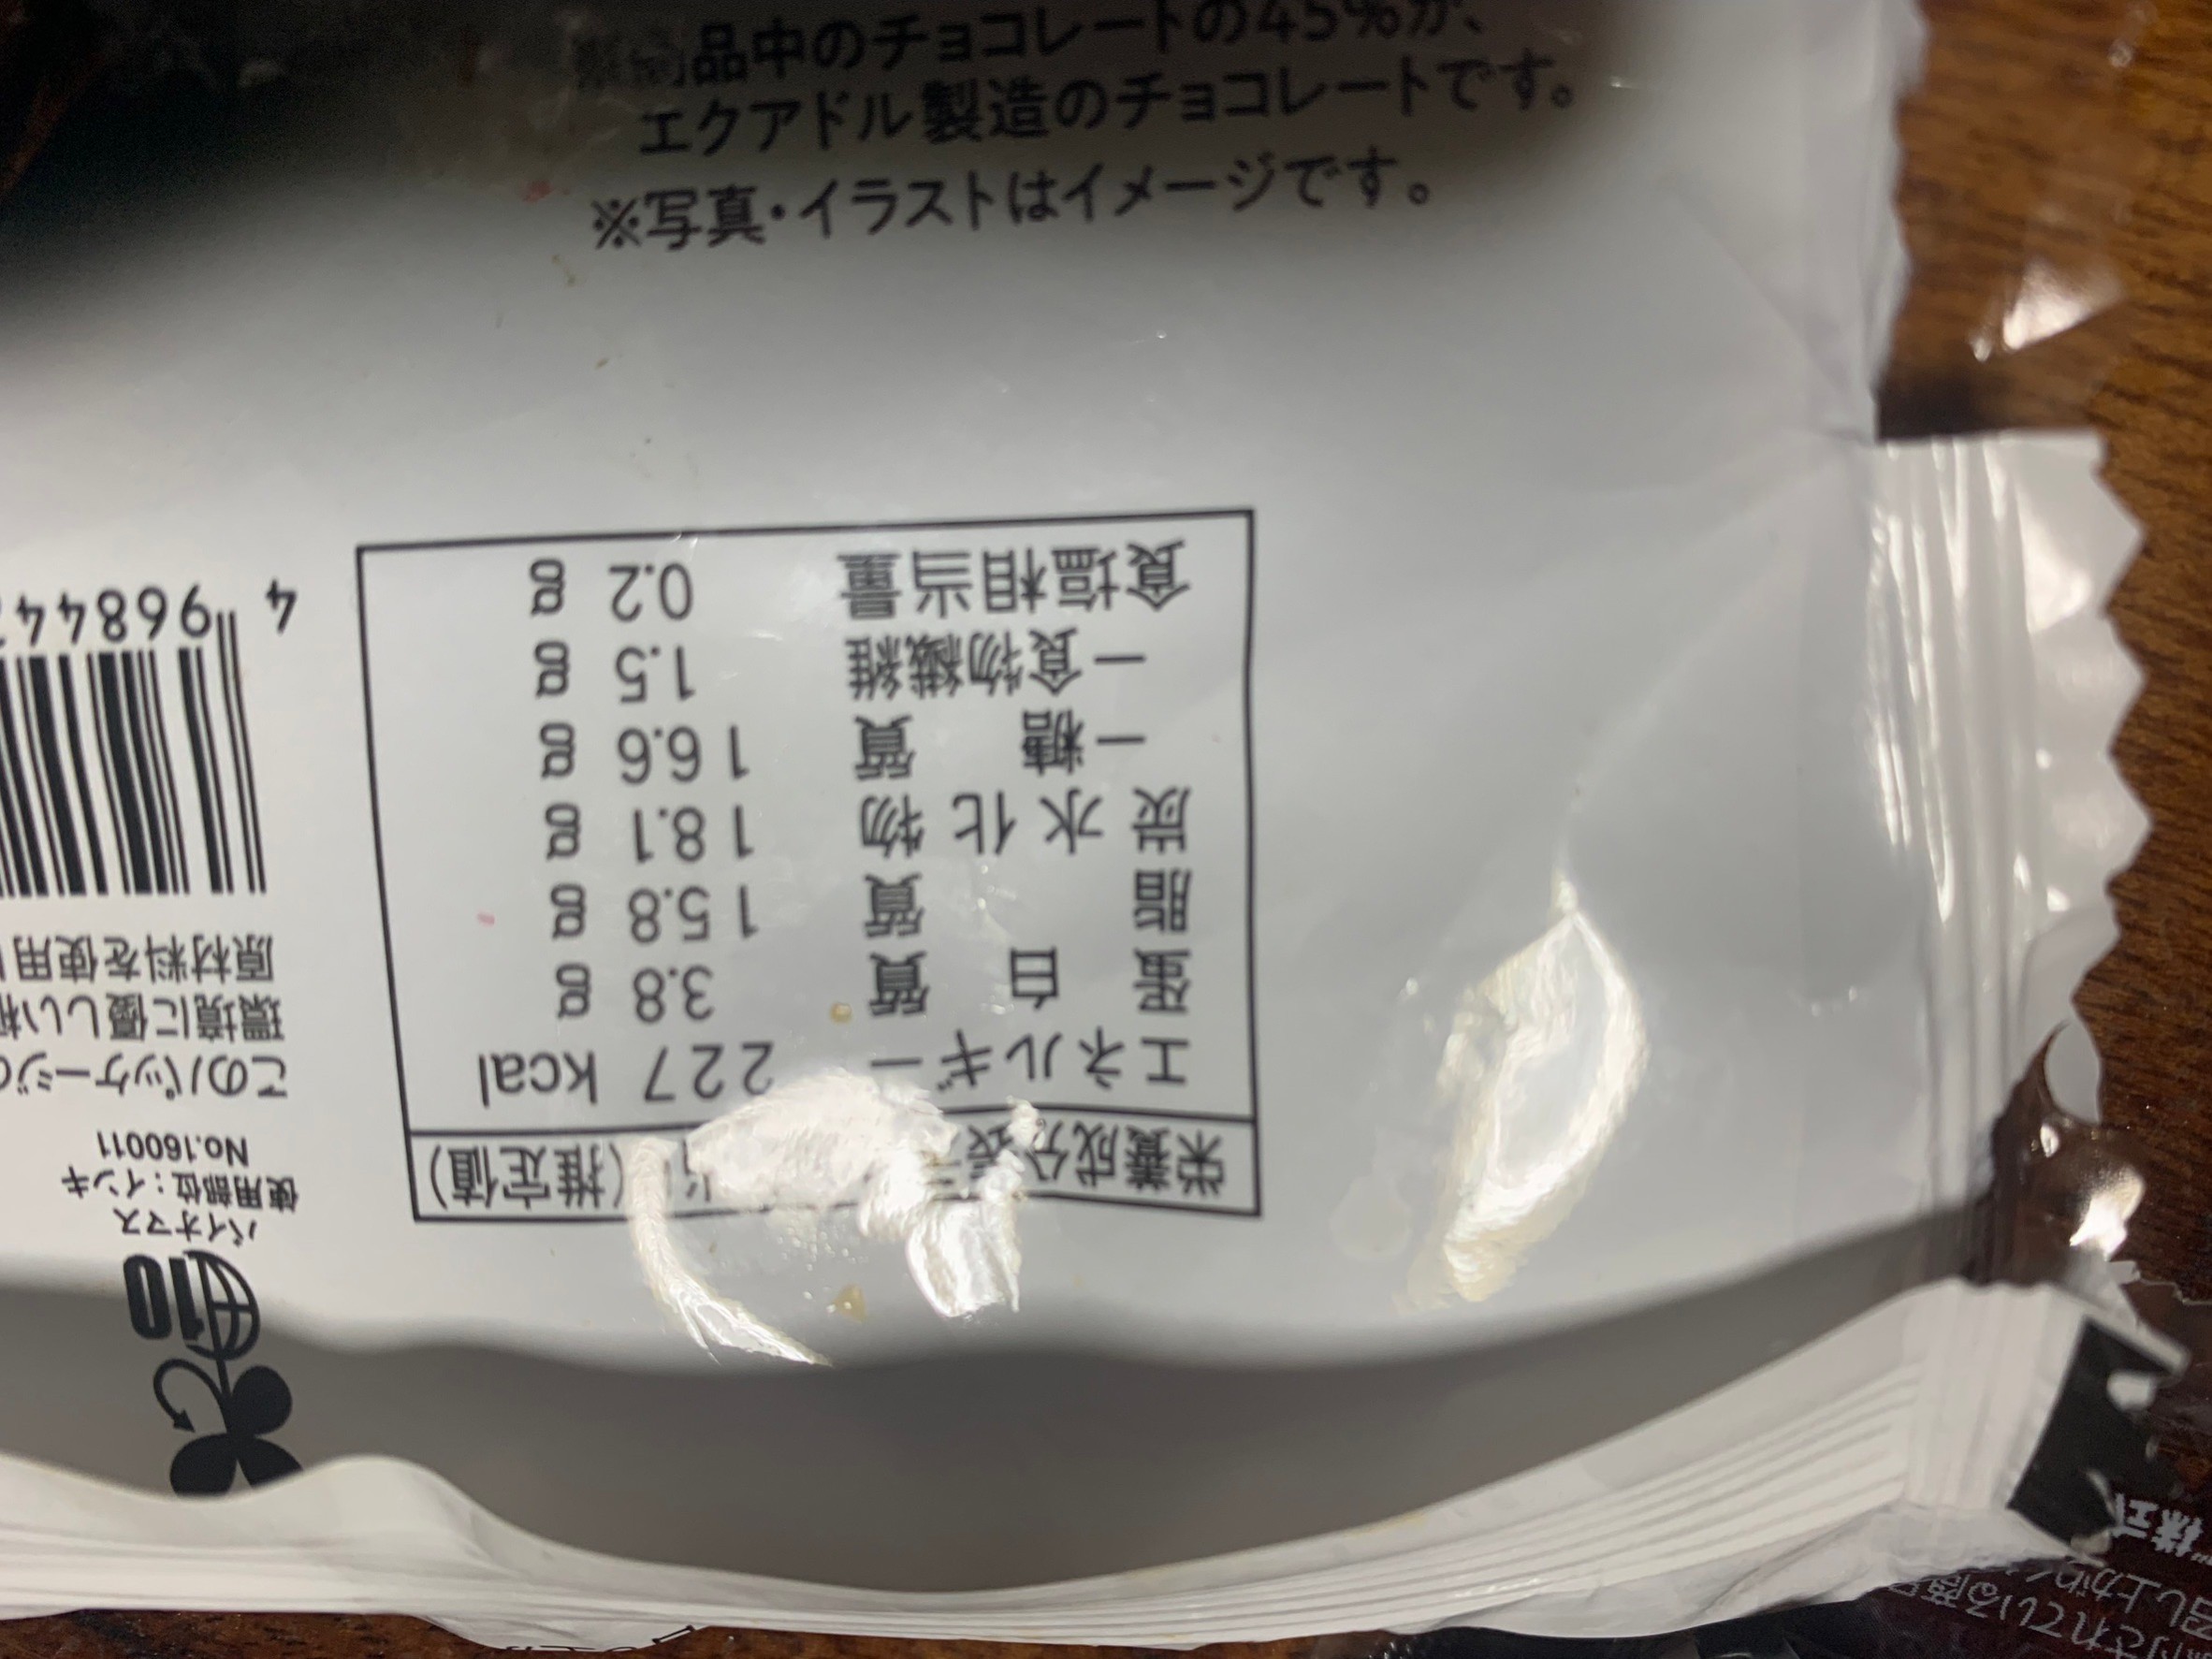 品中のチョコレートの45%が、
エクアドル製造のチョコレートです。
※写真・イラストはイメージです。
栄養成分表 (推定値)
エネルギー 227 kcal
蛋白質 3.8 g
脂質 15.8 g
炭水化物 18.1 g
－糖質 16.6 g
－食物繊維 1.5 g
食塩相当量 0.2 g
10
バイオマス
使用部位:インキ
No.160011
このパッケージ
環境に優しい
原材料を使用
4 96844